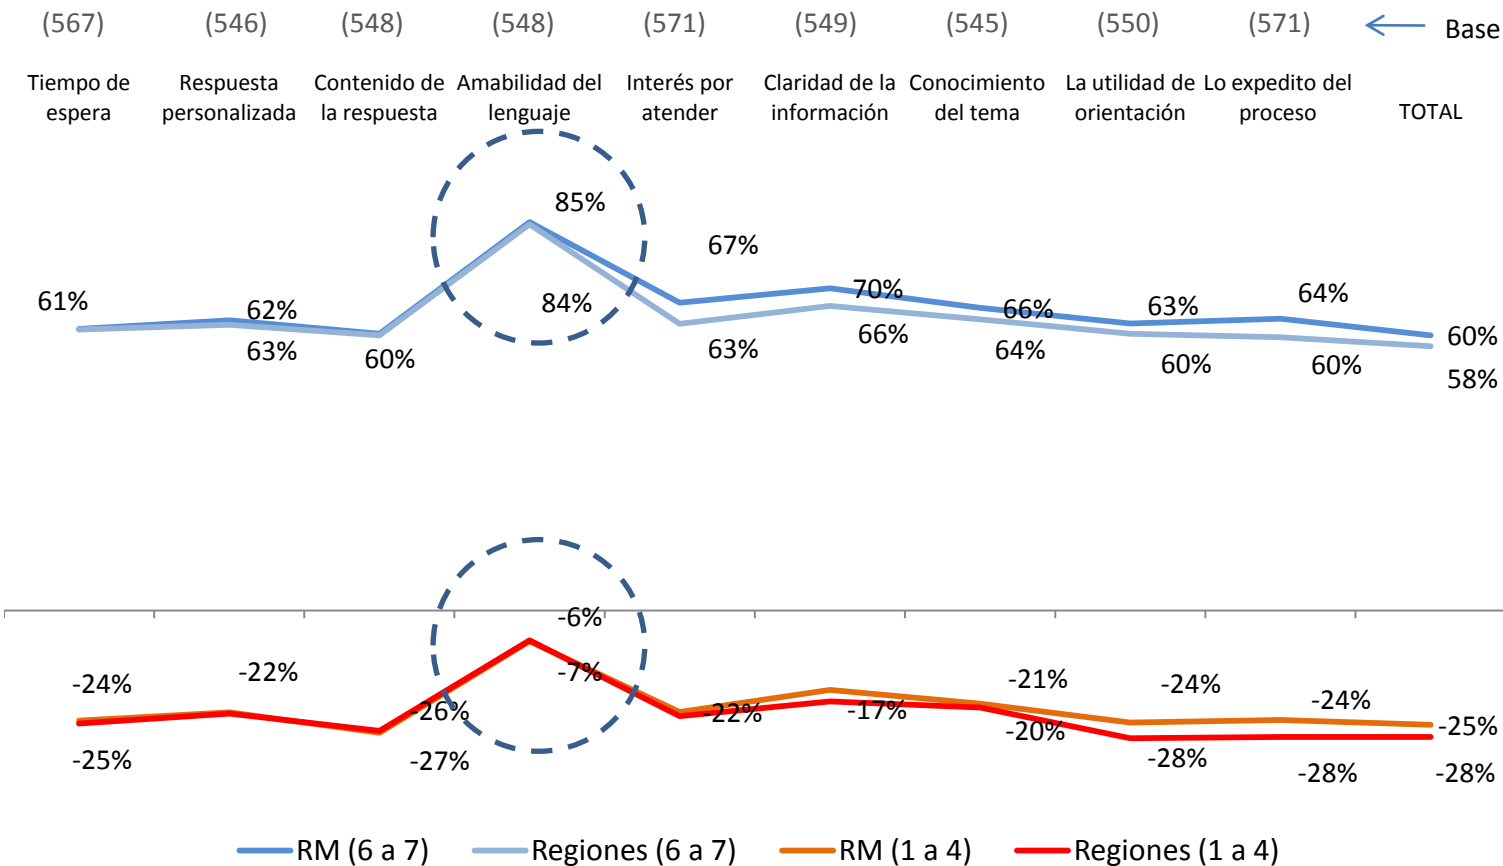 (567) (546) (548) (548) (571) (549) (545) (550) (571) Base
Tiempo de Respuesta Contenido de Amabilidad del Interés por Claridad de la Conocimiento La utilidad de Lo expedito del
espera personalizada la respuesta lenguaje atender información del tema orientación proceso TOTAL
85%
67%
61% 62% 84% 70% 66% 63% 64%
60%
63% 60% 63% 66% 64% 60% 60%
58%
-6%
-24% -22% -7% -21% -24% -24%
-26% -22% -17% -20% -25%
-25% -27% -28% -28% -28%
RM (6 a 7) Regiones (6 a 7) RM (1 a 4) Regiones (1 a 4)